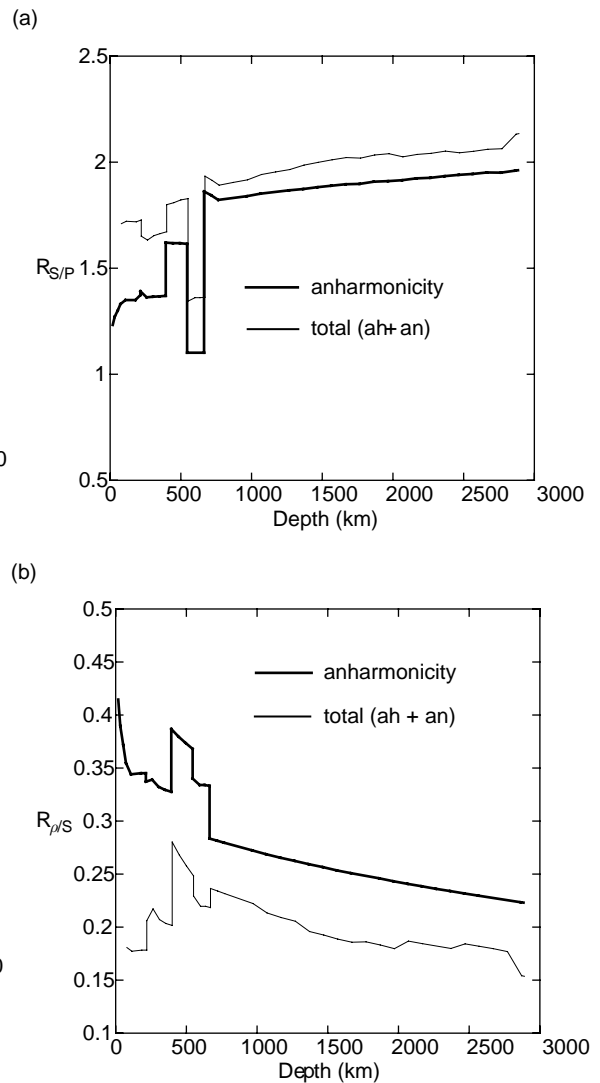 (a)
2.5
2
1.5
R_S/P
1
0.5
anharmonicity
total (ah+ an)
0 500 1000 1500 2000 2500 3000
Depth (km)
0
(b)
0.5
0.45
0.4
0.35
0.3
R_ρ/S
0.25
0.2
0.15
0.1
anharmonicity
total (ah + an)
0 500 1000 1500 2000 2500 3000
Depth (km)
0